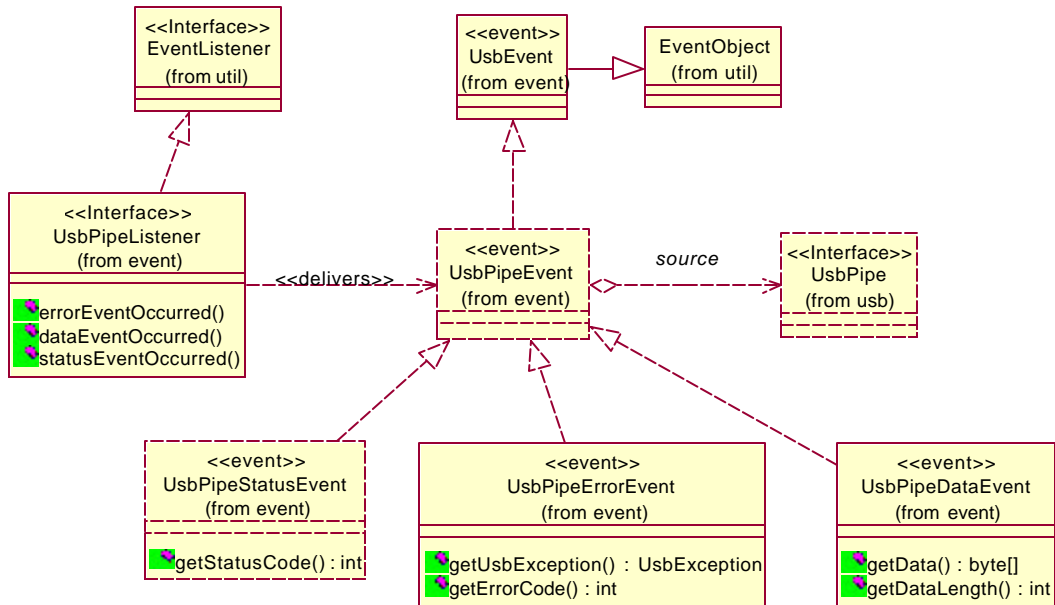 <<Interface>>
EventListener
(from util)
<<event>>
UsbEvent
(from event)
EventObject
(from util)
<<Interface>>
UsbPipeListener
(from event)
errorEventOccurred()
dataEventOccurred()
statusEventOccurred()
<<delivers>>
<<event>>
UsbPipeEvent
(from event)
source
<<Interface>>
UsbPipe
(from usb)
<<event>>
UsbPipeStatusEvent
(from event)
getStatusCode() : int
<<event>>
UsbPipeErrorEvent
(from event)
getUsbException() : UsbException
getErrorCode() : int
<<event>>
UsbPipeDataEvent
(from event)
getData() : byte[]
getDataLength() : int